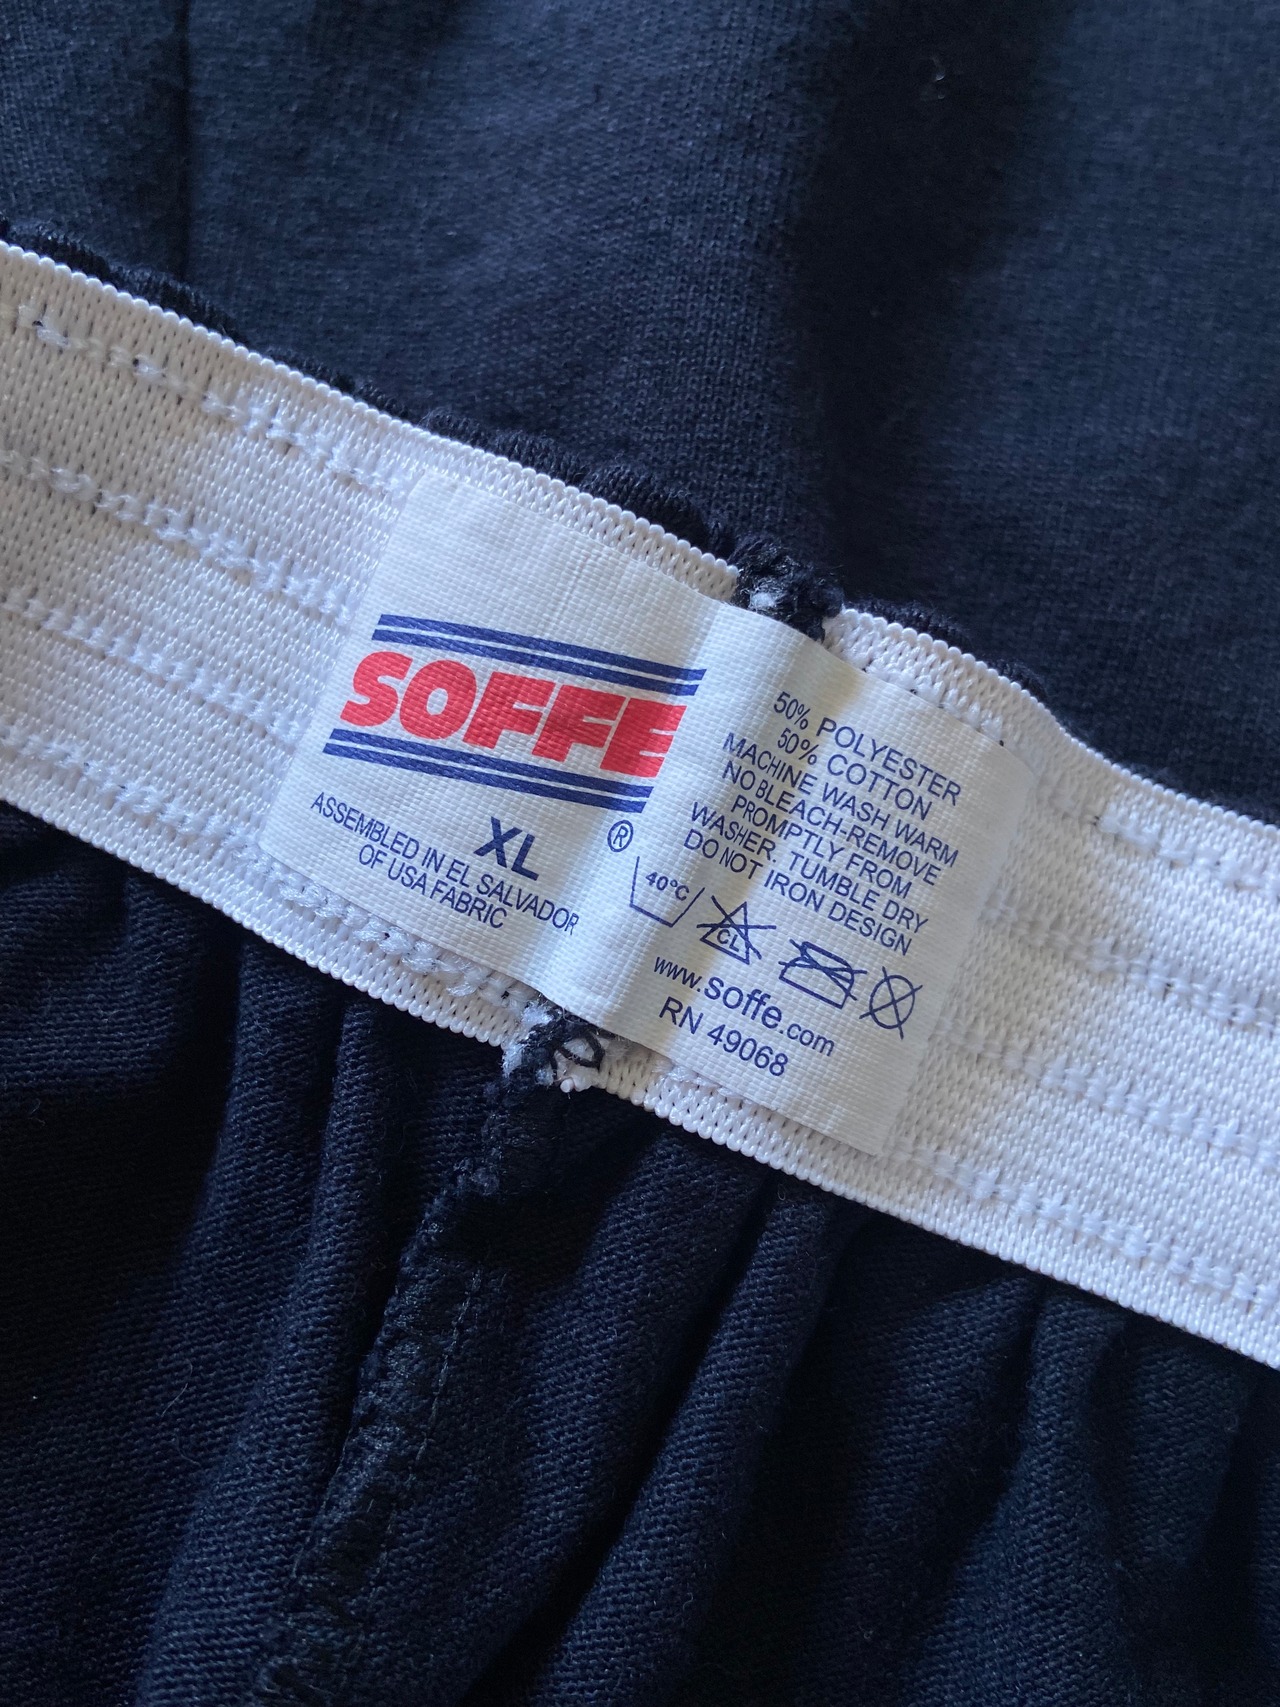 SOFFE
®
XL
ASSEMBLED IN EL SALVADOR
OF USA FABRIC
50% POLYESTER
50% COTTON
MACHINE WASH WARM
NO BLEACH-REMOVE
PROMPTLY FROM
WASHER. TUMBLE DRY
DO NOT IRON DESIGN
40°C
CL
www.soffe.com
RN 49068